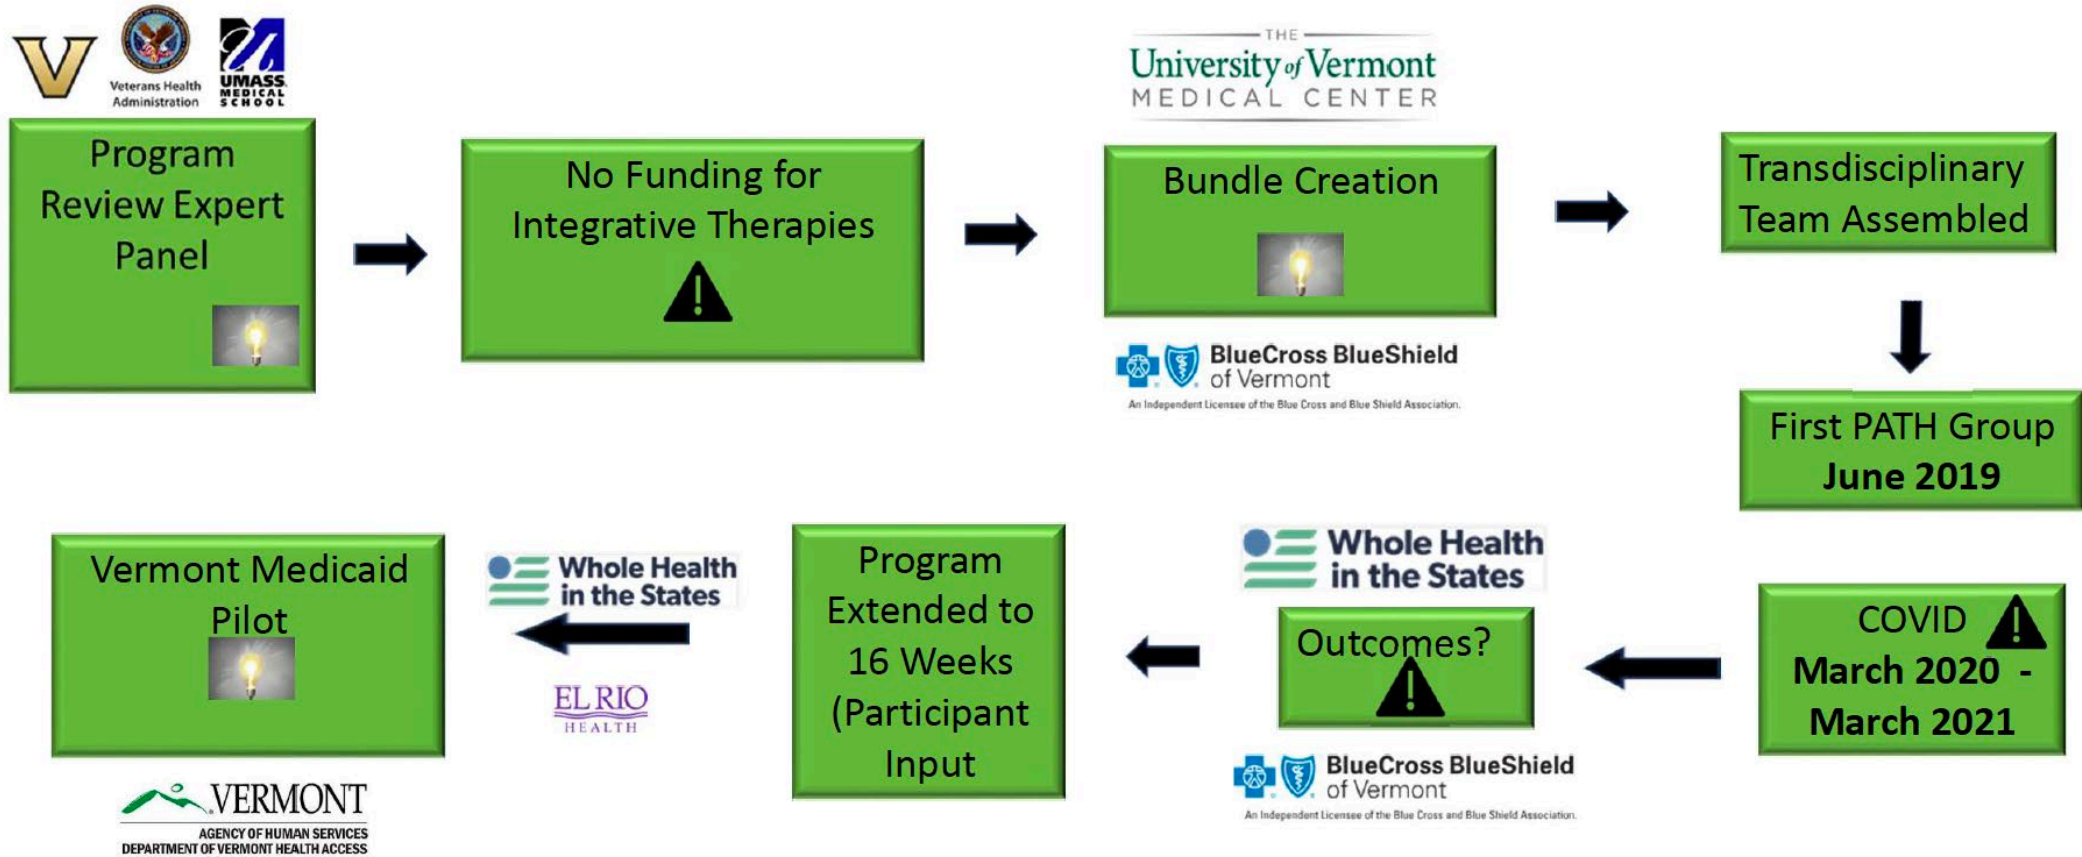 V
Veterans Health
Administration
UMASS
MEDICAL
SCHOOL
Program
Review Expert
Panel
No Funding for
Integrative Therapies
THE
University of Vermont
MEDICAL CENTER
Bundle Creation
BlueCross BlueShield
of Vermont
An Independent Licensee of the Blue Cross and Blue Shield Association.
Transdisciplinary
Team Assembled
First PATH Group
June 2019
COVID
March 2020 -
March 2021
Whole Health
in the States
Outcomes?
BlueCross BlueShield
of Vermont
An Independent Licensee of the Blue Cross and Blue Shield Association.
Program
Extended to
16 Weeks
(Participant
Input
Whole Health
in the States
EL RIO
HEALTH
Vermont Medicaid
Pilot
VERMONT
AGENCY OF HUMAN SERVICES
DEPARTMENT OF VERMONT HEALTH ACCESS